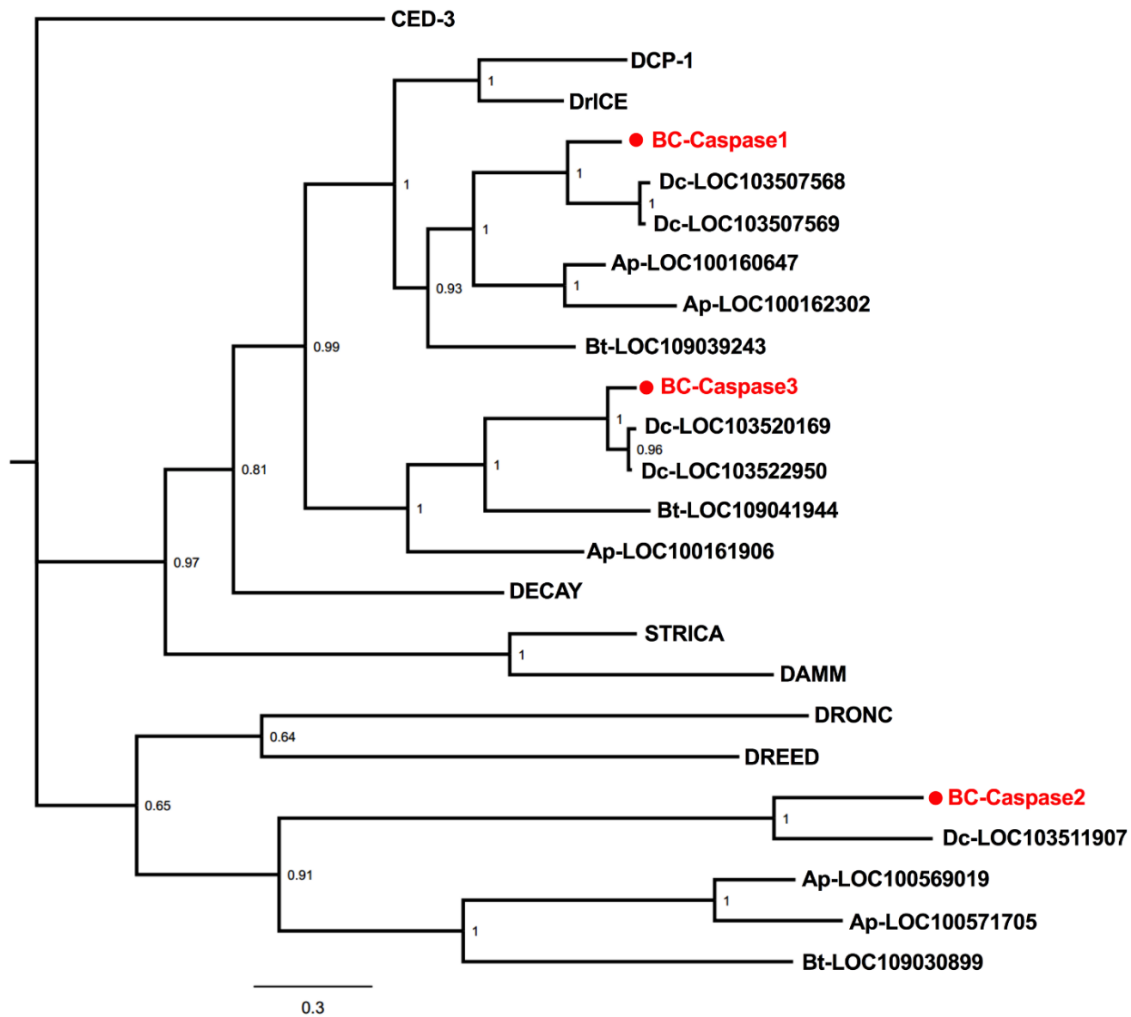 CED-3
DCP-1
1
DrICE
BC-Caspase1
1
Dc-LOC103507568
1
1
Dc-LOC103507569
1
Ap-LOC100160647
1
0.93
Ap-LOC100162302
0.99
Bt-LOC109039243
BC-Caspase3
1
Dc-LOC103520169
0.96
0.81
1
Dc-LOC103522950
1
Bt-LOC109041944
Ap-LOC100161906
0.97
DECAY
STRICA
1
DAMM
DRONC
0.64
DREED
0.65
BC-Caspase2
1
Dc-LOC103511907
0.91
Ap-LOC100569019
1
Ap-LOC100571705
1
Bt-LOC109030899
0.3